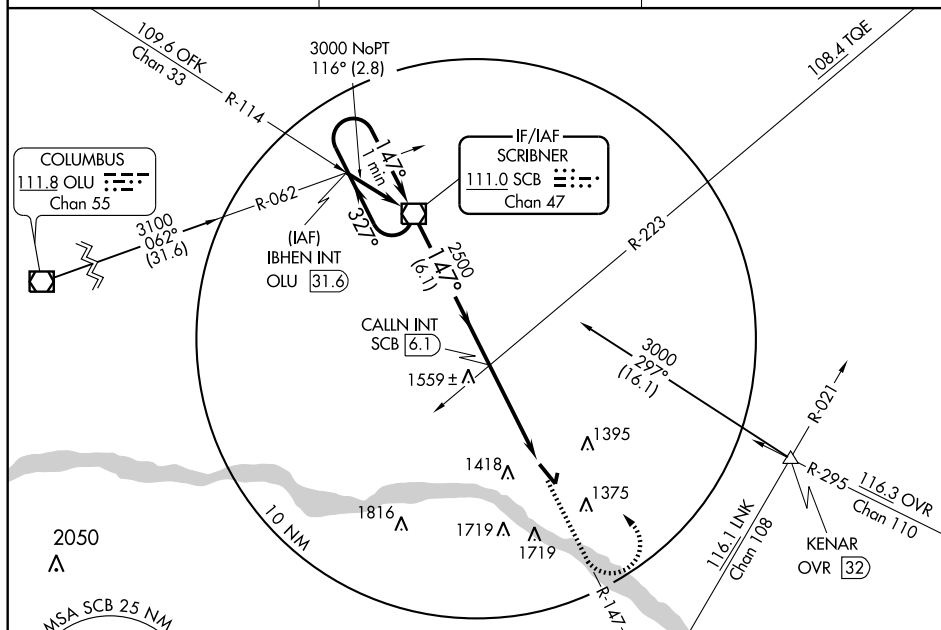 109.6 OFK
Chan 33
R-114
3000 NoPT
116° (2.8)
108.4 TQE
R-223
COLUMBUS
111.8 OLU
Chan 55
R-062
3100
062°
(31.6)
147°
1 min
327°
IF/IAF
SCRIBNER
111.0 SCB
Chan 47
(IAF)
IBHEN INT
OLU 31.6
2500
147°
(6.1)
CALLN INT
SCB 6.1
1559 ±
3000
297°
(16.1)
R-021
1395
1418
1375
1816
1719
1719
R-295
116.3 OVR
Chan 110
116.1 LNK
Chan 108
KENAR
OVR 32
10 NM
2050
R-147
MSA SCB 25 NM